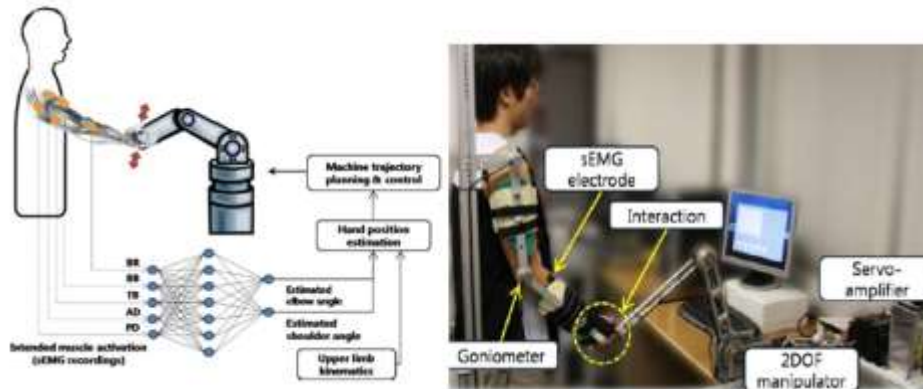 Machine trajectory
planning & control
Hand position
estimation
BR
BB
TB
AD
PD
Estimated
elbow angle
Estimated
shoulder angle
Intended muscle activation
(sEMG recordings)
Upper limb
kinematics
sEMG
electrode
Interaction
Servo-
amplifier
Goniometer
2DOF
manipulator